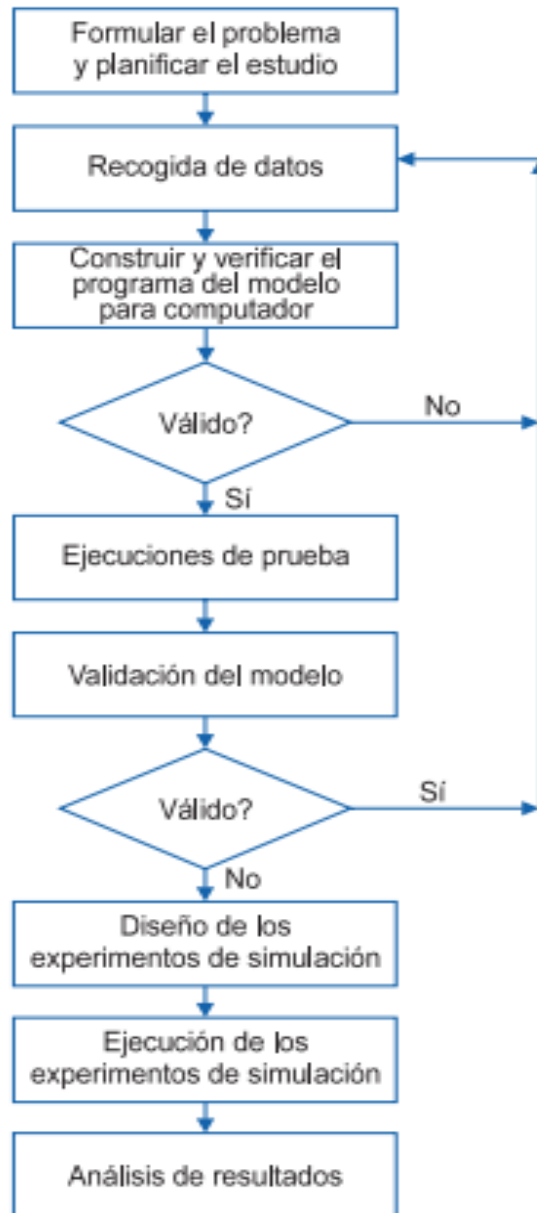 Formular el problema
y planificar el estudio
Recogida de datos
Construir y verificar el
programa del modelo
para computador
Válido?
No
Sí
Ejecuciones de prueba
Validación del modelo
Válido?
Sí
No
Diseño de los
experimentos de simulación
Ejecución de los
experimentos de simulación
Análisis de resultados